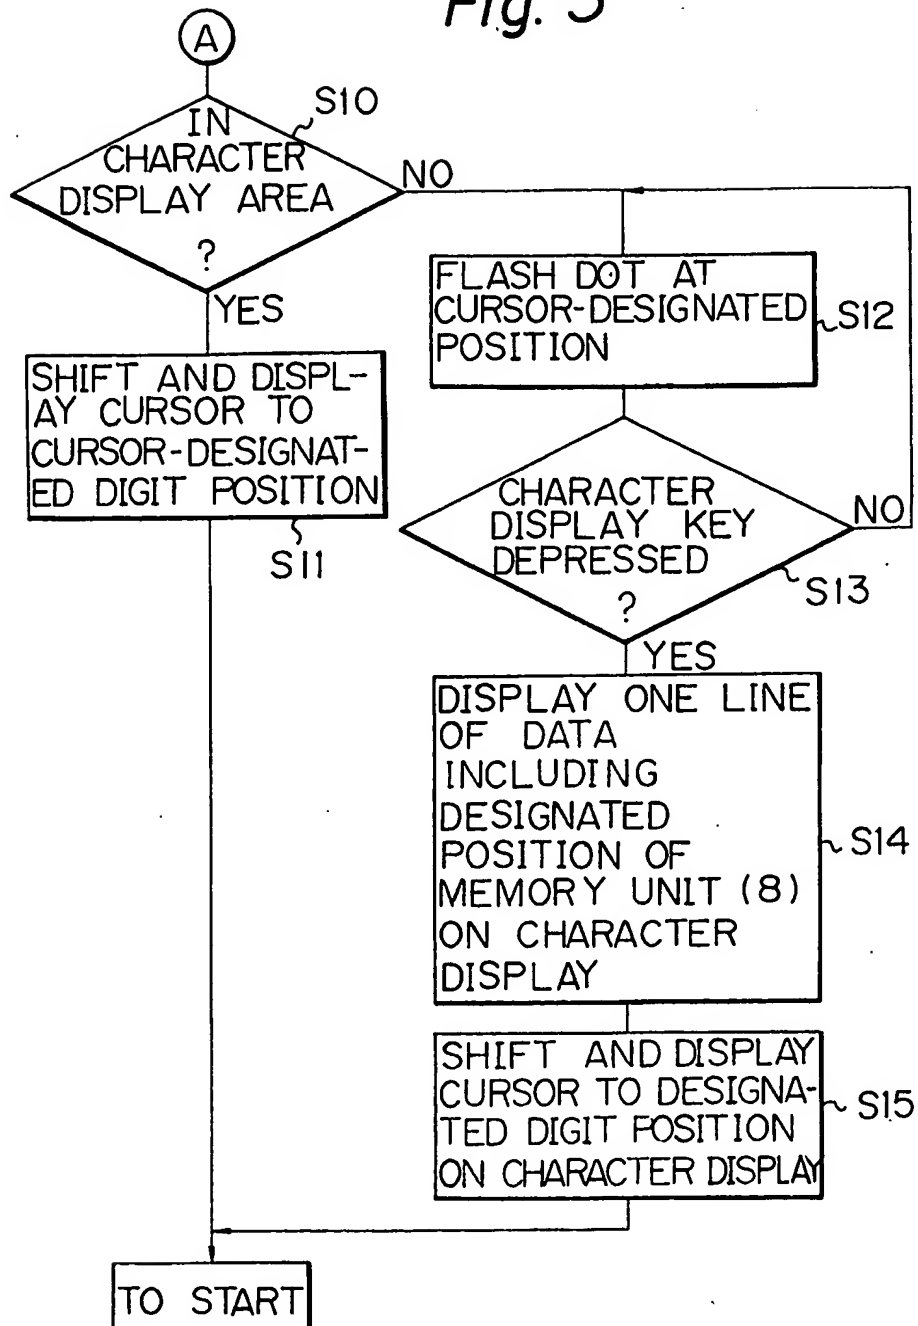 Fig. 5
A
S10
IN
CHARACTER
DISPLAY AREA
?
NO
YES
SHIFT AND DISPL-
AY CURSOR TO
CURSOR-DESIGNAT-
ED DIGIT POSITION
S11
FLASH DOT AT
CURSOR-DESIGNATED
POSITION
S12
CHARACTER
DISPLAY KEY
DEPRESSED
?
NO
S13
YES
DISPLAY ONE LINE
OF DATA
INCLUDING
DESIGNATED
POSITION OF
MEMORY UNIT (8)
ON CHARACTER
DISPLAY
S14
SHIFT AND DISPLAY
CURSOR TO DESIGNA-
TED DIGIT POSITION
ON CHARACTER DISPLAY
S15
TO START